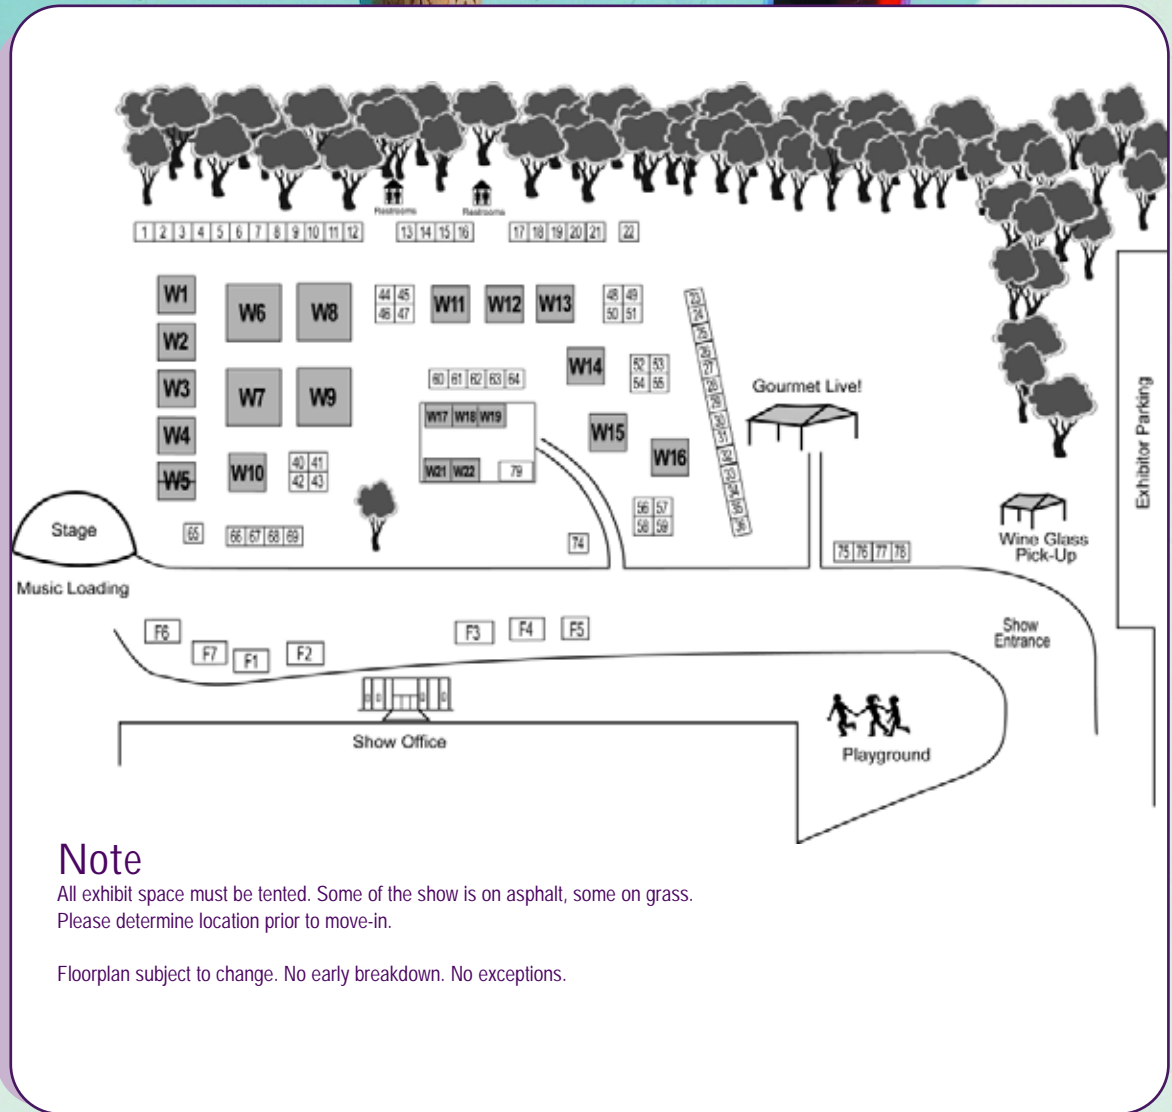 Restrooms Restrooms
1 2 3 4 5 6 7 8 9 10 11 12 13 14 15 16 17 18 19 20 21 22
W1
W2
W3
W4
W5
W6 W8
W7 W9
W10
44 45
46 47
W11 W12 W13
48 49
50 51
23
24
25
26
27
28
29
32
33
34
35
36
W14
52 53
54 55
60 61 62 63 64
W17 W18 W19
W21 W22 79
W15
W16
Gourmet Live!
40 41
42 43
56 57
58 59
65
66 67 68 69
74
75 76 77 78
Stage
Music Loading
Wine Glass
Pick-Up
Exhibitor Parking
Show
Entrance
F6
F7
F1
F2
F3
F4
F5
Show Office
Playground
Note
All exhibit space must be tented. Some of the show is on asphalt, some on grass.
Please determine location prior to move-in.
Floorplan subject to change. No early breakdown. No exceptions.